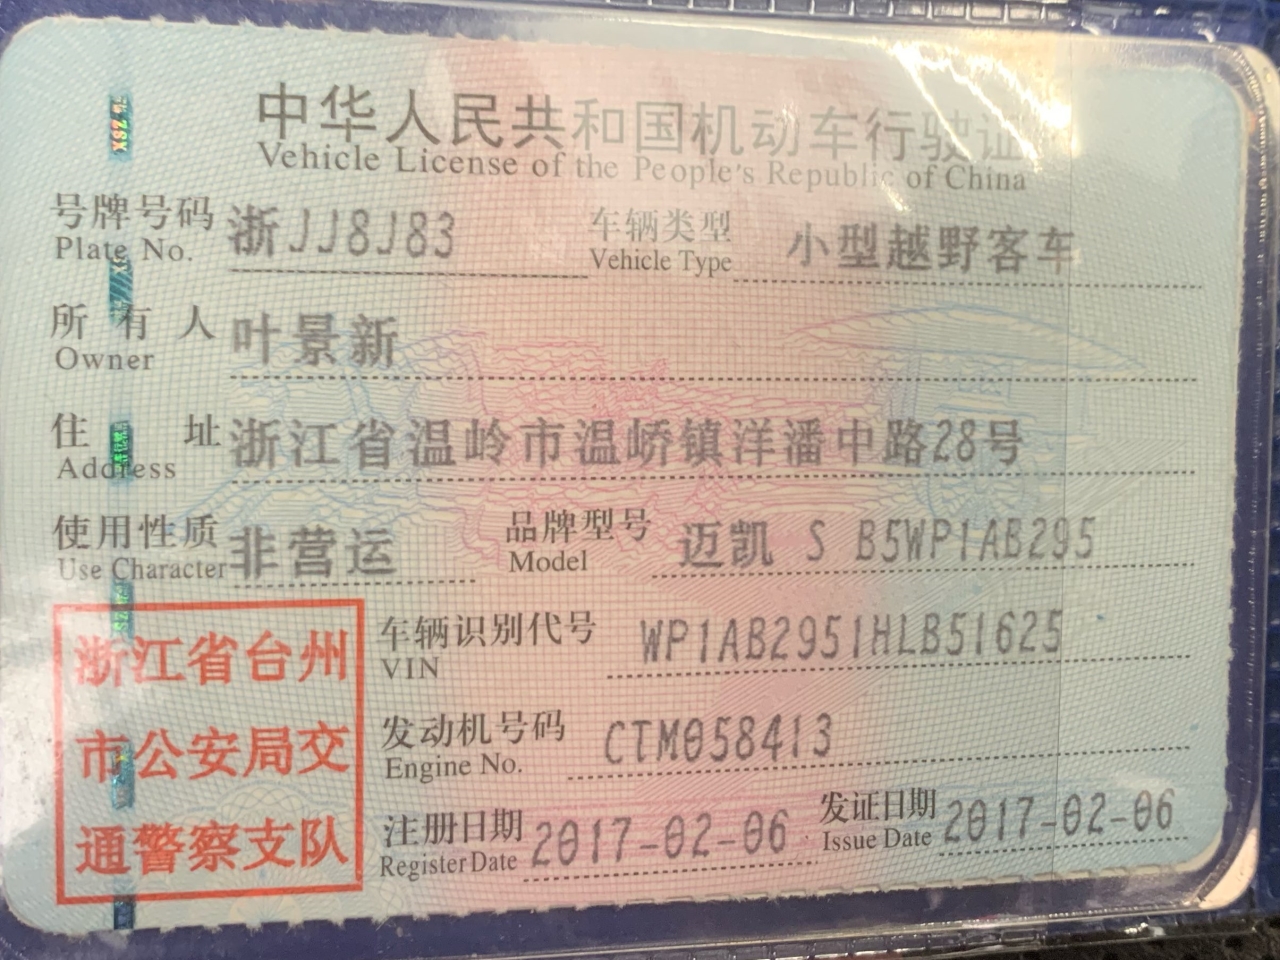 中华人民共和国机动车行驶证
Vehicle License of the People's Republic of China
号牌号码 浙JJ8J83 车辆类型 小型越野客车
Plate No. Vehicle Type
所有人 叶景新
Owner
住址 浙江省温岭市温峤镇洋潘中路28号
Address
使用性质 非营运 品牌型号 迈凯 S B5WP1AB295
Use Character Model
浙江省台州
市公安局交
通警察支队
车辆识别代号 WP1AB2951HLB51625
VIN
发动机号码 CTM058413
Engine No.
注册日期 2017-02-06 发证日期 2017-02-06
Register Date Issue Date